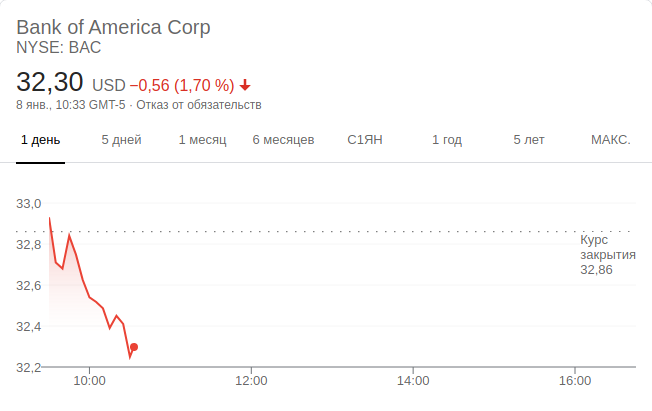 Bank of America Corp
NYSE: BAC
32,30 USD −0,56 (1,70 %)
8 янв., 10:33 GMT-5 · Отказ от обязательств
1 день 5 дней 1 месяц 6 месяцев С1ЯН 1 год 5 лет МАКС.
33,0
Курс
32,8
закрытия
32,86
32,6
32,4
32,2
10:00 12:00 14:00 16:00